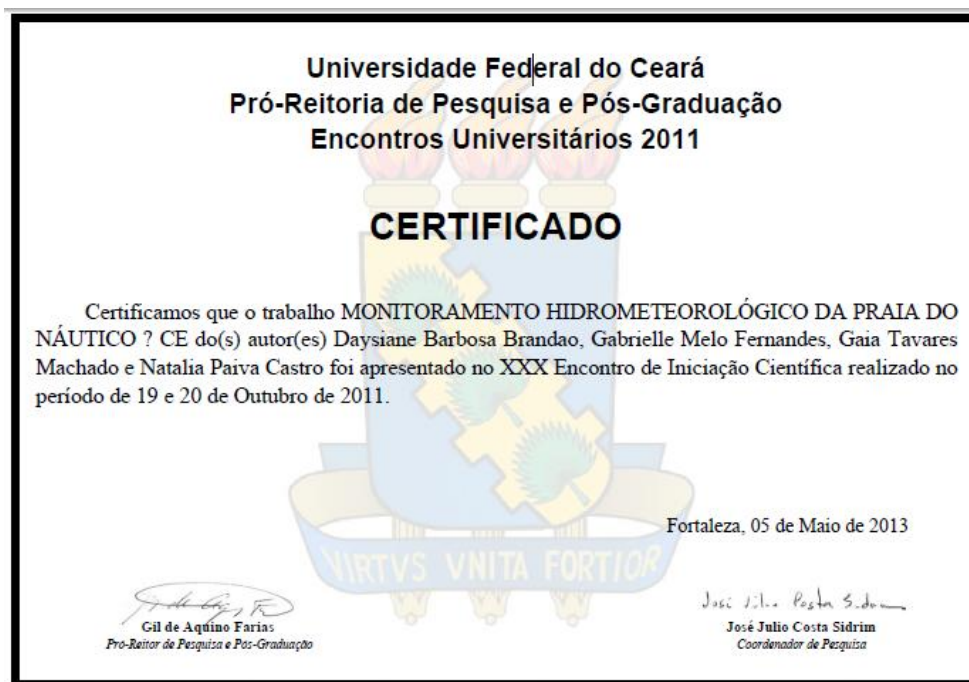 Universidade Federal do Ceará
Pró-Reitoria de Pesquisa e Pós-Graduação
Encontros Universitários 2011
CERTIFICADO
Certificamos que o trabalho MONITORAMENTO HIDROMETEOROLÓGICO DA PRAIA DO
NÁUTICO ? CE do(s) autor(es) Daysiane Barbosa Brandao, Gabrielle Melo Fernandes, Gaia Tavares
Machado e Natalia Paiva Castro foi apresentado no XXX Encontro de Iniciação Científica realizado no
período de 19 e 20 de Outubro de 2011.
Fortaleza, 05 de Maio de 2013
VIRTVS VNITA FORTIOR
Gil de Aquino Farias
Pró-Reitor de Pesquisa e Pós-Graduação
José Julio Costa Sidrim
Coordenador de Pesquisa